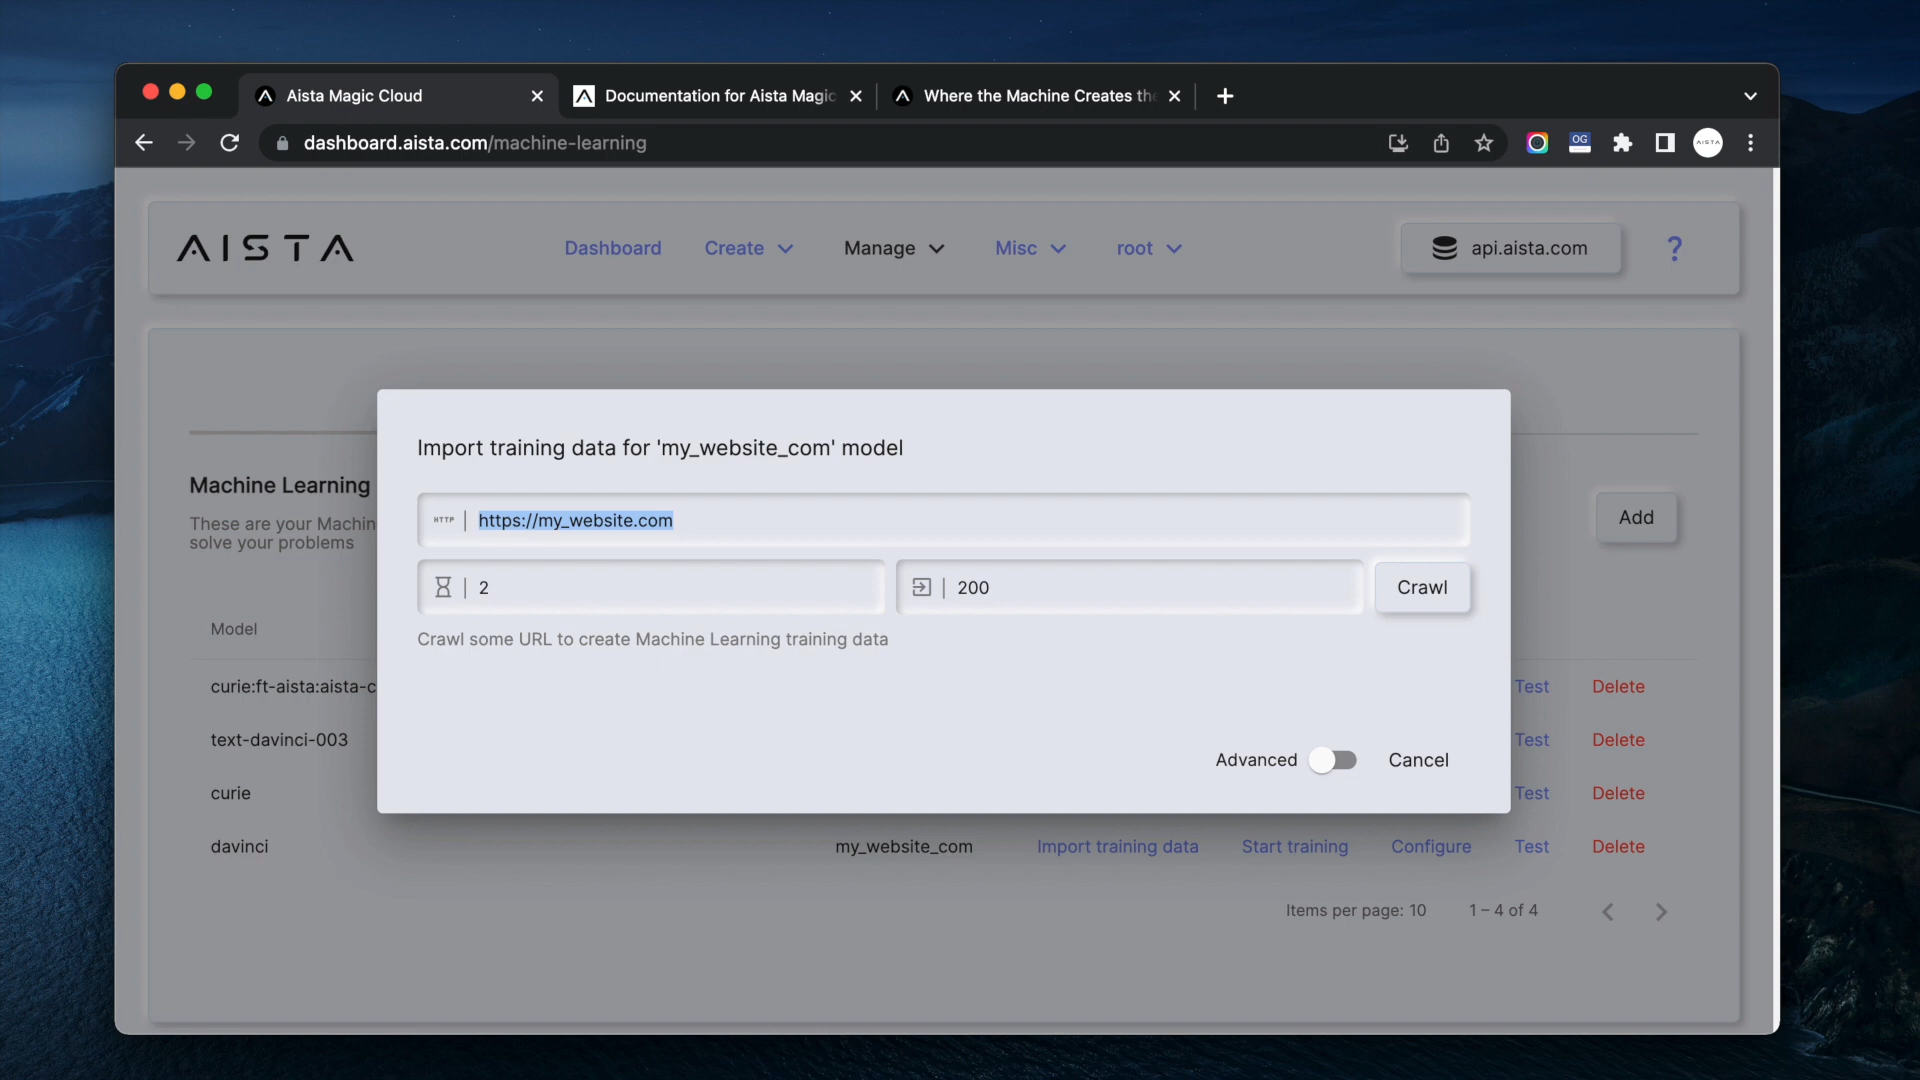 Aista Magic Cloud
Documentation for Aista Magic
Where the Machine Creates the
dashboard.aista.com/machine-learning
OG
AISTA
AISTA
Dashboard
Create
Manage
Misc
root
api.aista.com
?
Import training data for 'my_website_com' model
Machine Learning
These are your Machin
solve your problems
Add
HTTP
https://my_website.com
2
200
Crawl
Crawl some URL to create Machine Learning training data
Model
curie:ft-aista:aista-c
Test
Delete
text-davinci-003
Test
Delete
Advanced
Cancel
curie
Test
Delete
davinci
my_website_com
Import training data
Start training
Configure
Test
Delete
Items per page: 10
1 – 4 of 4